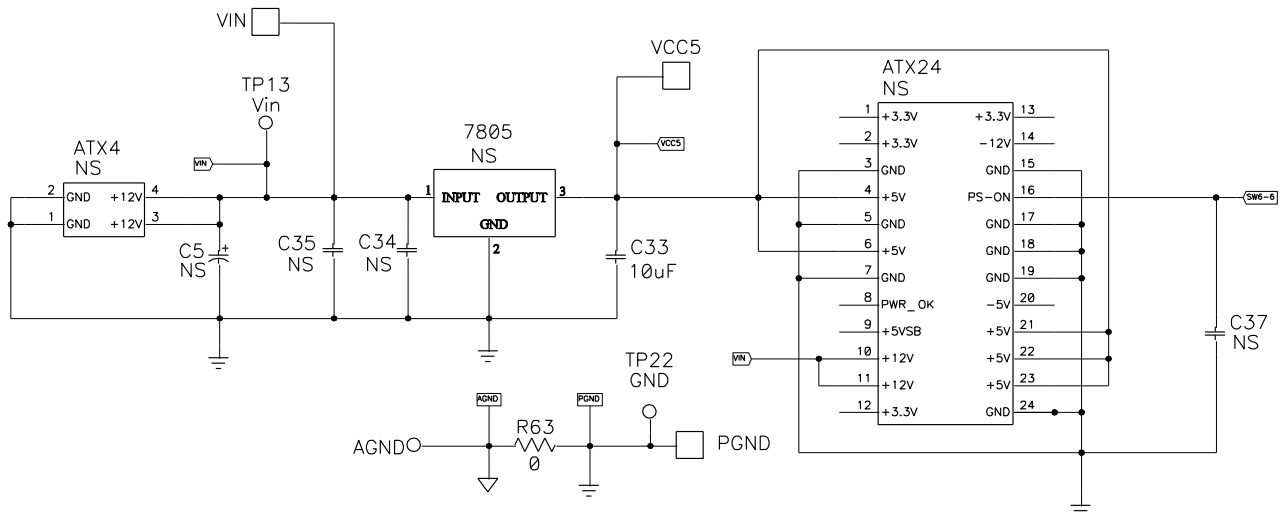 VIN
TP13
Vin
VIN
ATX4
NS
2 GND +12V 4
1 GND +12V 3
C5
+
NS
C35
NS
C34
NS
7805
NS
1 INPUT OUTPUT 3
GND
2
VCC5
VCC5
C33
10uF
ATX24
NS
1 +3.3V +3.3V 13
2 +3.3V -12V 14
3 GND GND 15
4 +5V PS-ON 16
5 GND GND 17
6 +5V GND 18
7 GND GND 19
8 PWR_OK -5V 20
9 +5VSB +5V 21
10 +12V +5V 22
11 +12V +5V 23
12 +3.3V GND 24
VIN
SW6-6
C37
NS
AGND
PGND
TP22
GND
AGND
R63
0
PGND